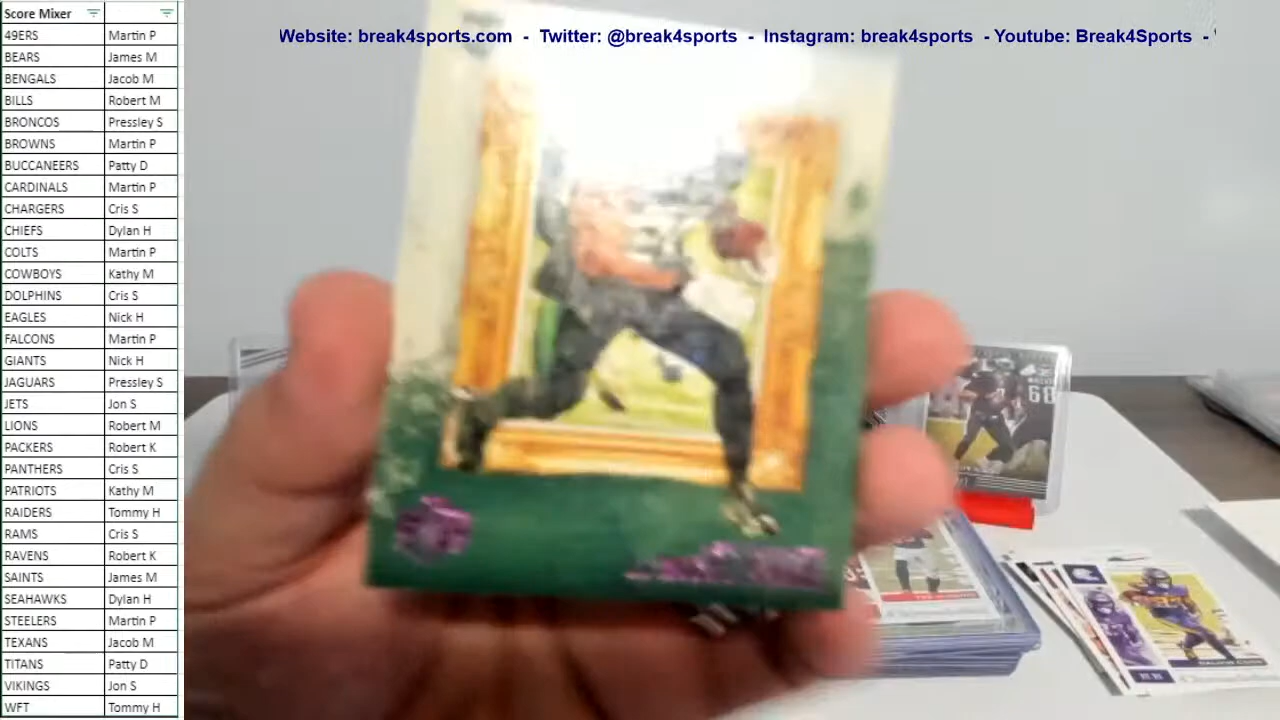 Score Mixer
49ERS Martin P
BEARS James M
BENGALS Jacob M
BILLS Robert M
BRONCOS Pressley S
BROWNS Martin P
BUCCANEERS Patty D
CARDINALS Martin P
CHARGERS Cris S
CHIEFS Dylan H
COLTS Martin P
COWBOYS Kathy M
DOLPHINS Cris S
EAGLES Nick H
FALCONS Martin P
GIANTS Nick H
JAGUARS Pressley S
JETS Jon S
LIONS Robert M
PACKERS Robert K
PANTHERS Cris S
PATRIOTS Kathy M
RAIDERS Tommy H
RAMS Cris S
RAVENS Robert K
SAINTS James M
SEAHAWKS Dylan H
STEELERS Martin P
TEXANS Jacob M
TITANS Patty D
VIKINGS Jon S
WFT Tommy H
Website: break4sports.com - Twitter: @break4sports - Instagram: break4sports - Youtube: Break4Sports -